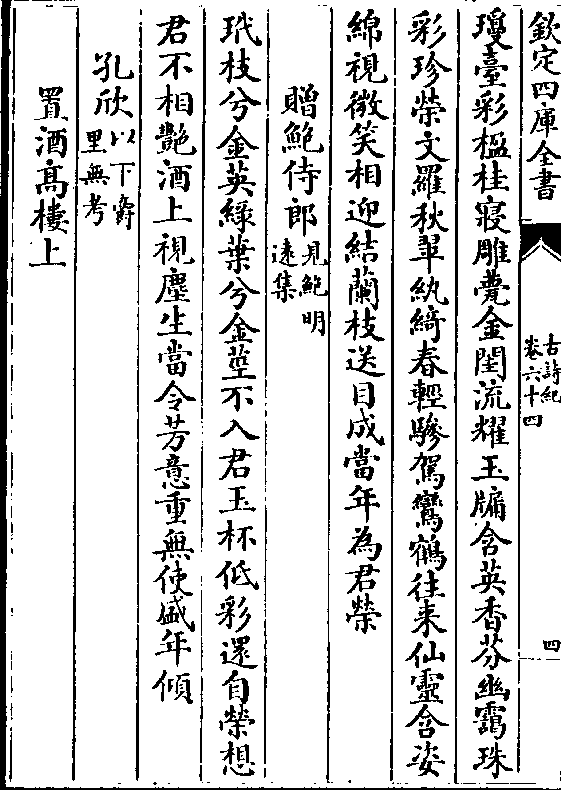 欽定四庫全書
古詩紀
卷六十四
四
瓊臺彩楹桂寢雕甍金閨流耀玉牖含英香芬幽靄珠
彩珍榮文羅秋翠紈綺春輕驂駕鸞鶴往来仙靈含姿
綿視微笑相迎結蘭枝送目成當年為君榮
贈鮑侍郎見鮑明遠集
玳枝兮金英緑葉兮金莖不入君玉杯低彩還自榮想
君不相艷酒上視塵生當令芳意重無使盛年傾
孔欣以下爵里無考
置酒高樓上